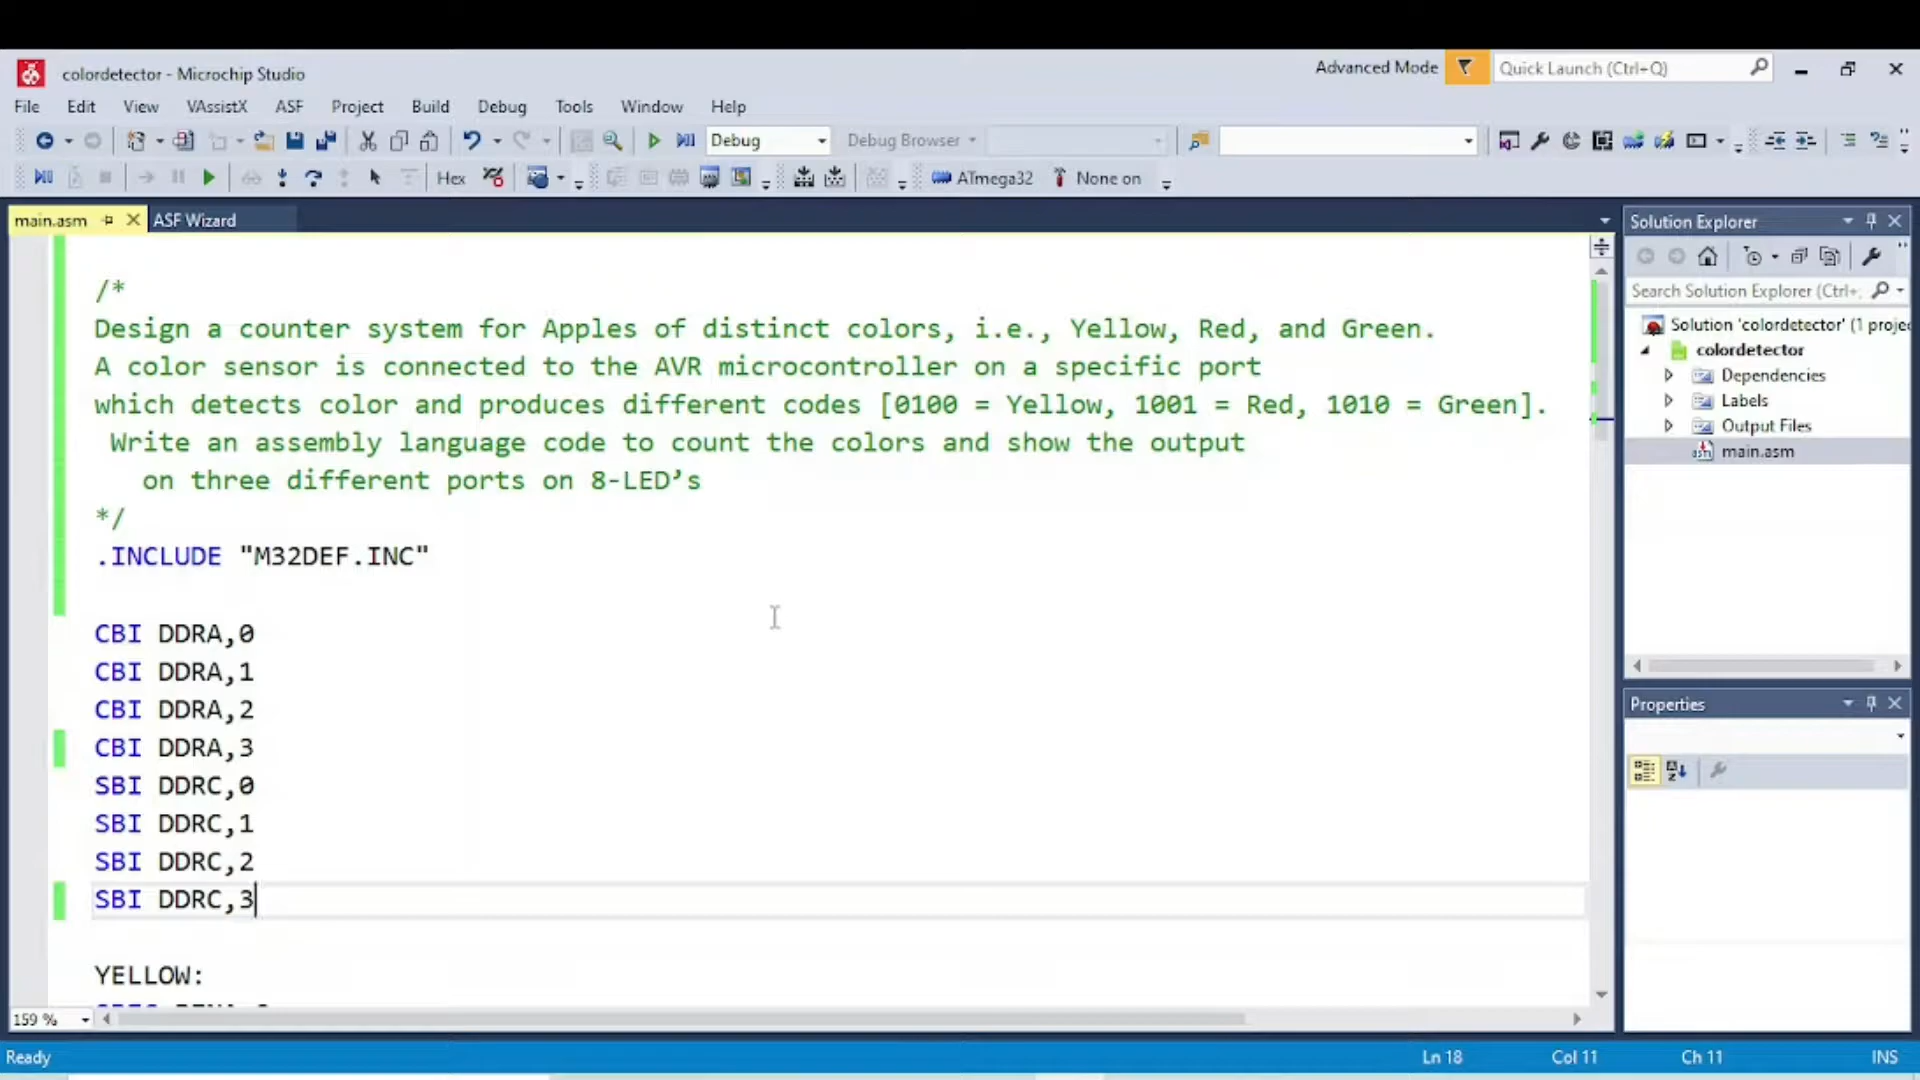 colordetector - Microchip Studio
Advanced Mode
Quick Launch (Ctrl+Q)
File Edit View VAssistX ASF Project Build Debug Tools Window Help
Debug
Debug Browser
Hex
ATmega32
None on
main.asm
ASF Wizard
/*
Design a counter system for Apples of distinct colors, i.e., Yellow, Red, and Green.
A color sensor is connected to the AVR microcontroller on a specific port
which detects color and produces different codes [0100 = Yellow, 1001 = Red, 1010 = Green].
Write an assembly language code to count the colors and show the output
on three different ports on 8-LED’s
*/
.INCLUDE "M32DEF.INC"
CBI DDRA,0
CBI DDRA,1
CBI DDRA,2
CBI DDRA,3
SBI DDRC,0
SBI DDRC,1
SBI DDRC,2
SBI DDRC,3
YELLOW:
159 %
Solution Explorer
Search Solution Explorer (Ctrl+;
Solution 'colordetector' (1 projec
colordetector
Dependencies
Labels
Output Files
main.asm
Properties
Ready
Ln 18
Col 11
Ch 11
INS